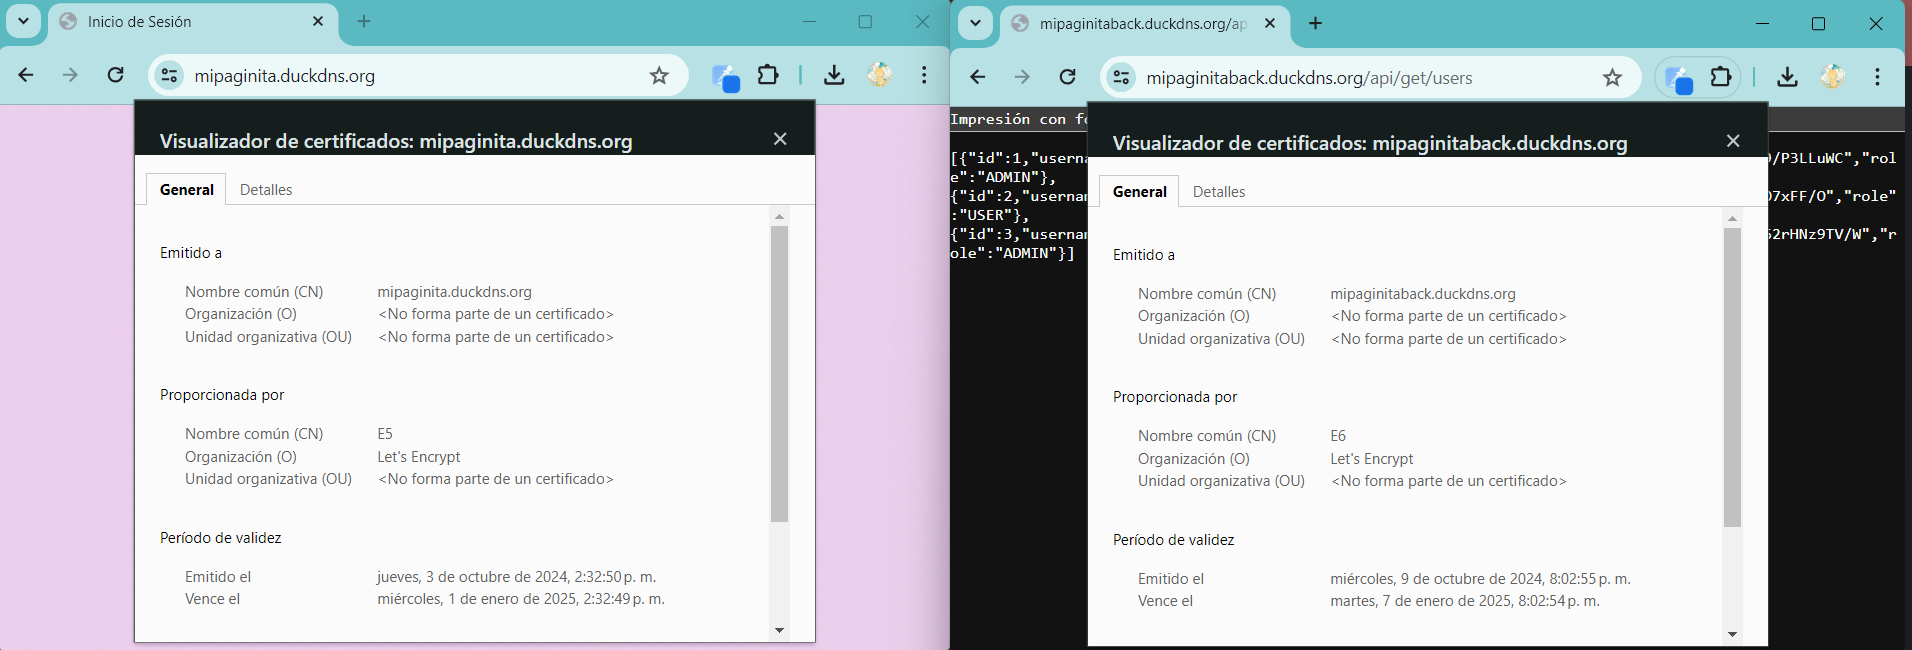 Inicio de Sesión
mipaginita.duckdns.org
Visualizador de certificados: mipaginita.duckdns.org
General
Detalles
Emitido a
Nombre común (CN) mipaginita.duckdns.org
Organización (O) <No forma parte de un certificado>
Unidad organizativa (OU) <No forma parte de un certificado>
Proporcionada por
Nombre común (CN) E5
Organización (O) Let's Encrypt
Unidad organizativa (OU) <No forma parte de un certificado>
Período de validez
Emitido el jueves, 3 de octubre de 2024, 2:32:50 p. m.
Vence el miércoles, 1 de enero de 2025, 2:32:49 p. m.
mipaginitaback.duckdns.org/ap
mipaginitaback.duckdns.org/api/get/users
Impresión con fo
[{"id":1,"userna /P3LLuWC","rol
e":"ADMIN"},
{"id":2,"userna 7xFF/O","role"
:"USER"},
{"id":3,"userna 2rHNz9TV/W","r
ole":"ADMIN"}]
Visualizador de certificados: mipaginitaback.duckdns.org
General
Detalles
Emitido a
Nombre común (CN) mipaginitaback.duckdns.org
Organización (O) <No forma parte de un certificado>
Unidad organizativa (OU) <No forma parte de un certificado>
Proporcionada por
Nombre común (CN) E6
Organización (O) Let's Encrypt
Unidad organizativa (OU) <No forma parte de un certificado>
Período de validez
Emitido el miércoles, 9 de octubre de 2024, 8:02:55 p. m.
Vence el martes, 7 de enero de 2025, 8:02:54 p. m.